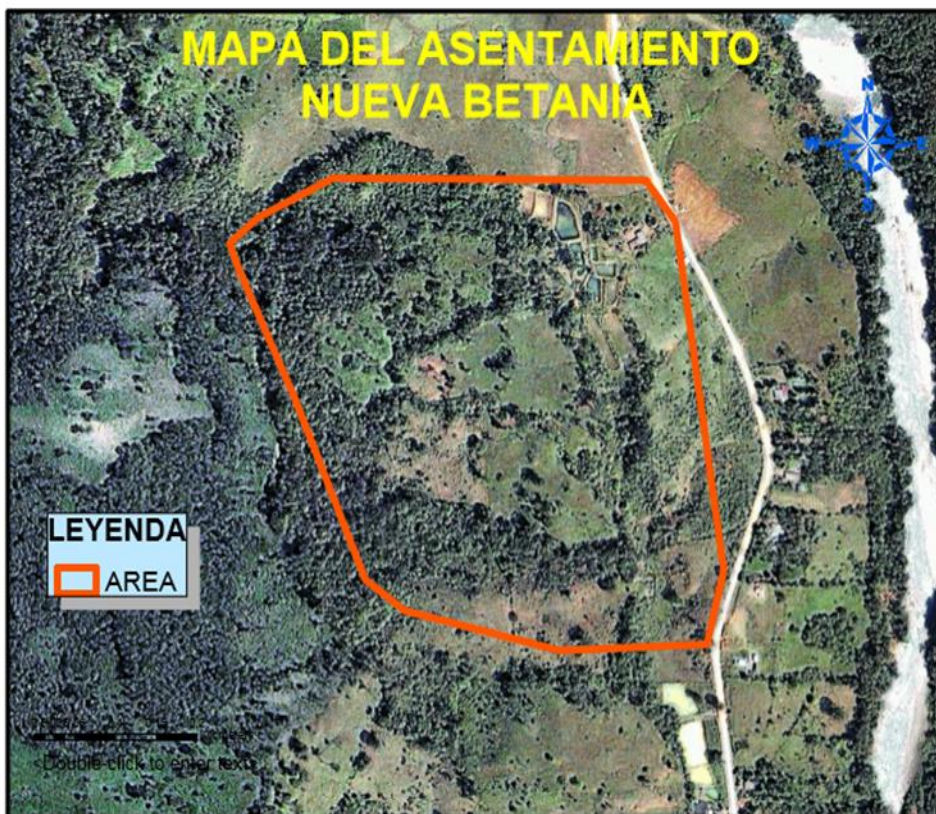 MAPA DEL ASENTAMIENTO
NUEVA BETANIA
N
W
E
S
LEYENDA
AREA
<Double-click to enter text>